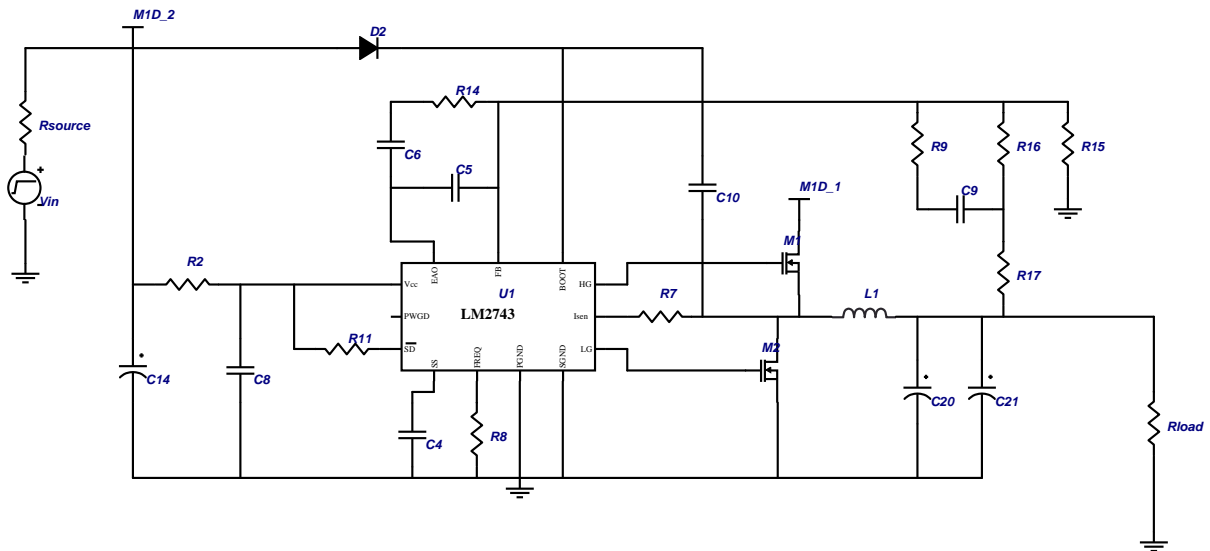 M1D_2
D2
R14
Rsource
C6
C5
R9
R16
R15
Vin
C10
M1D_1
C9
R2
M1
R17
EAO
FB
BOOT
Vcc
U1
HG
R7
L1
LM2743
PWGD
Isen
R11
SD
LG
M2
SS
FREQ
PGND
SGND
C14
C8
C20
C21
C4
R8
Rload